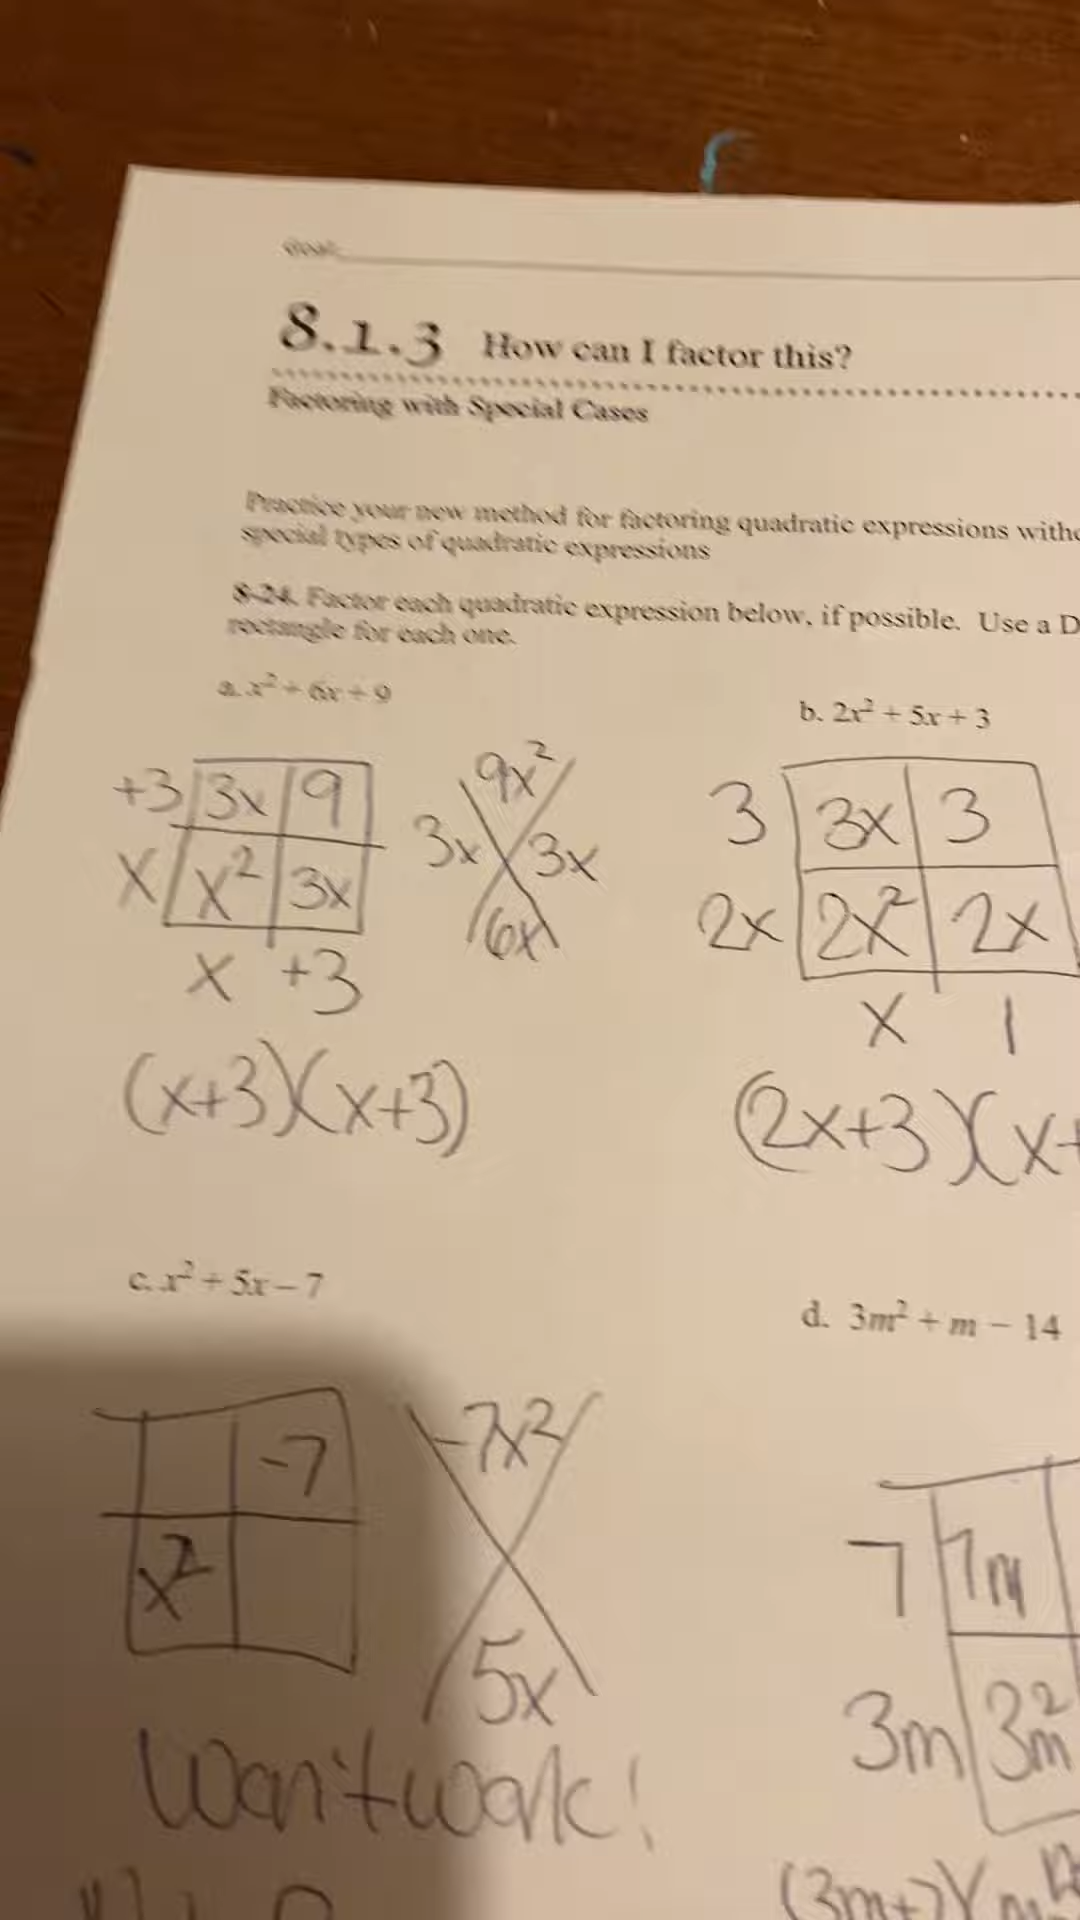 Goal:
8.1.3 How can I factor this?
Factoring with Special Cases
Practice your new method for factoring quadratic expressions
special types of quadratic expressions
8-24. Factor each quadratic expression below, if possible. Use a D
rectangle for each one.
a. x² + 6x + 9
b. 2x² + 5x + 3
+3 3x 9
x x² 3x
x +3
9x²
3x 3x
6x
(x+3)(x+3)
3 3x 3
2x 2x² 2x
x 1
(2x+3)(x+
c. x² + 5x - 7
d. 3m² + m - 14
-7
x²
-7x²
5x
Won't work!
7 7m
3m 3m²
(3m+7)(m